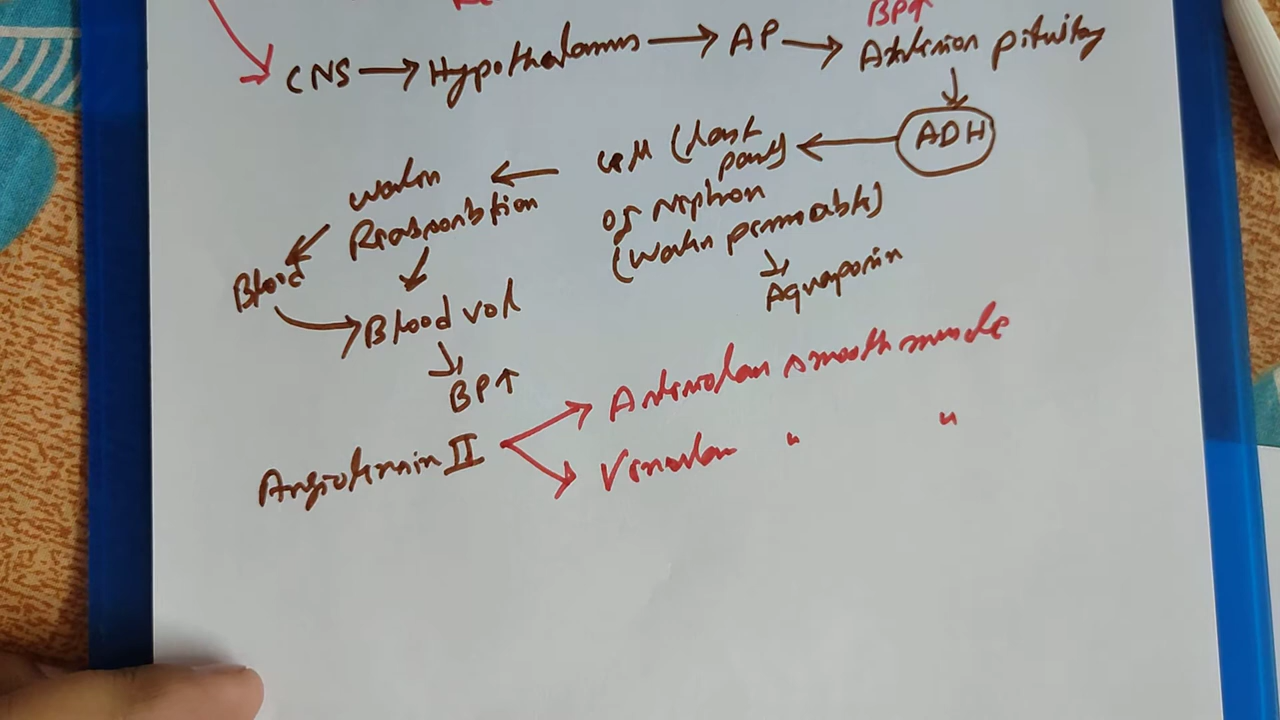 BP↑
CNS → Hypothalamus → AP → Anterior pituitary
↓
ADH
← cell (last part)
of nephron
(water permeable)
↓
Aquaporin
← Water
Reabsorbtion
Blood
→ Blood vol
↓
BP↑
Angiotensin II → Arteriolar smooth muscle
→ Venular " "